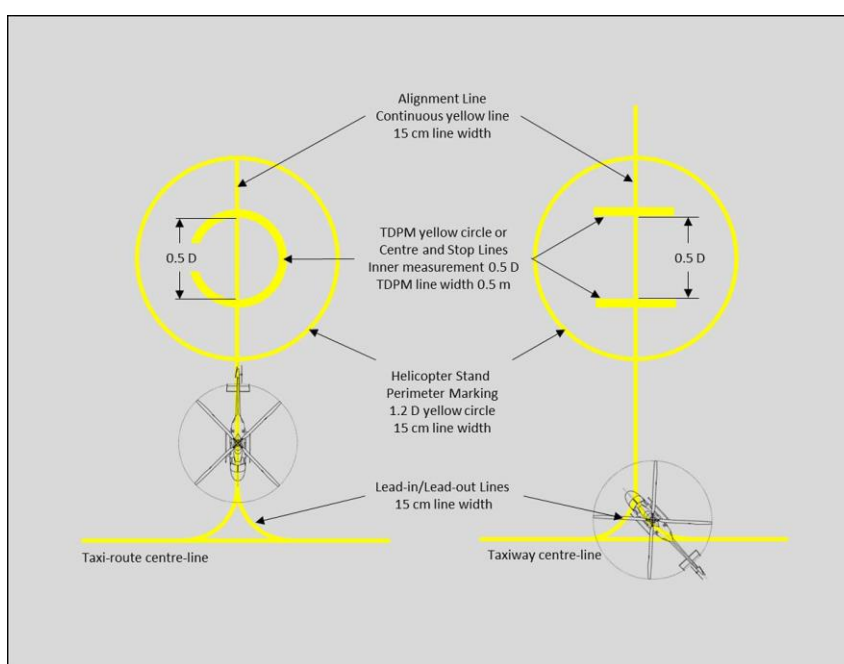 Alignment Line
Continuous yellow line
15 cm line width
0.5 D
TDPM yellow circle or
Centre and Stop Lines
Inner measurement 0.5 D
TDPM line width 0.5 m
0.5 D
Helicopter Stand
Perimeter Marking
1.2 D yellow circle
15 cm line width
Lead-in/Lead-out Lines
15 cm line width
Taxi-route centre-line
Taxiway centre-line